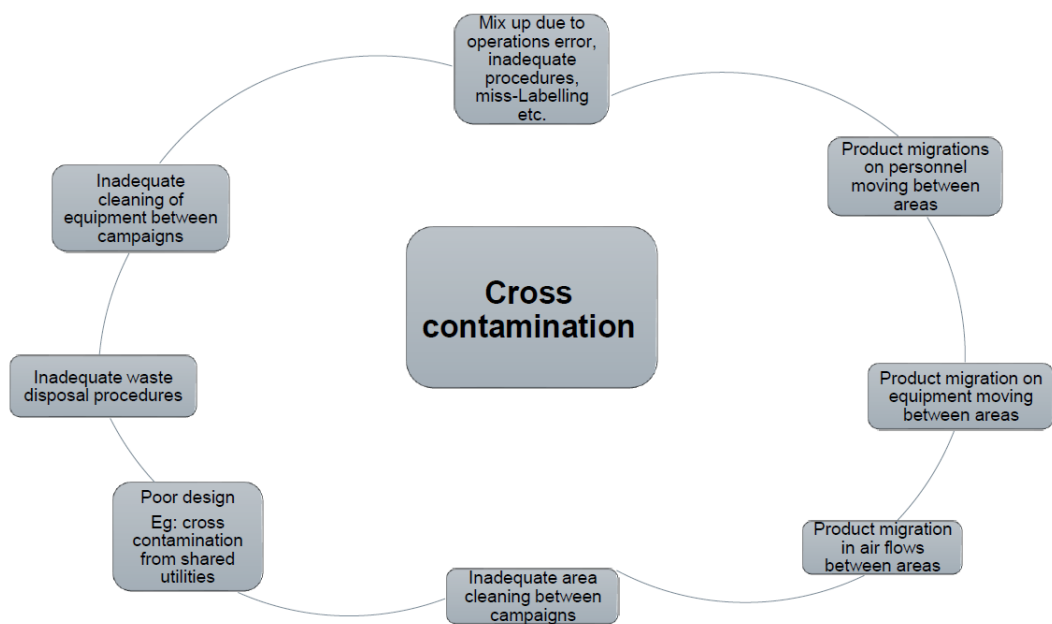 Mix up due to
operations error,
inadequate
procedures,
miss-Labelling
etc.
Product migrations
on personnel
moving between
areas
Product migration on
equipment moving
between areas
Product migration
in air flows
between areas
Inadequate area
cleaning between
campaigns
Poor design
Eg: cross
contamination
from shared
utilities
Inadequate waste
disposal procedures
Inadequate
cleaning of
equipment between
campaigns
Cross
contamination